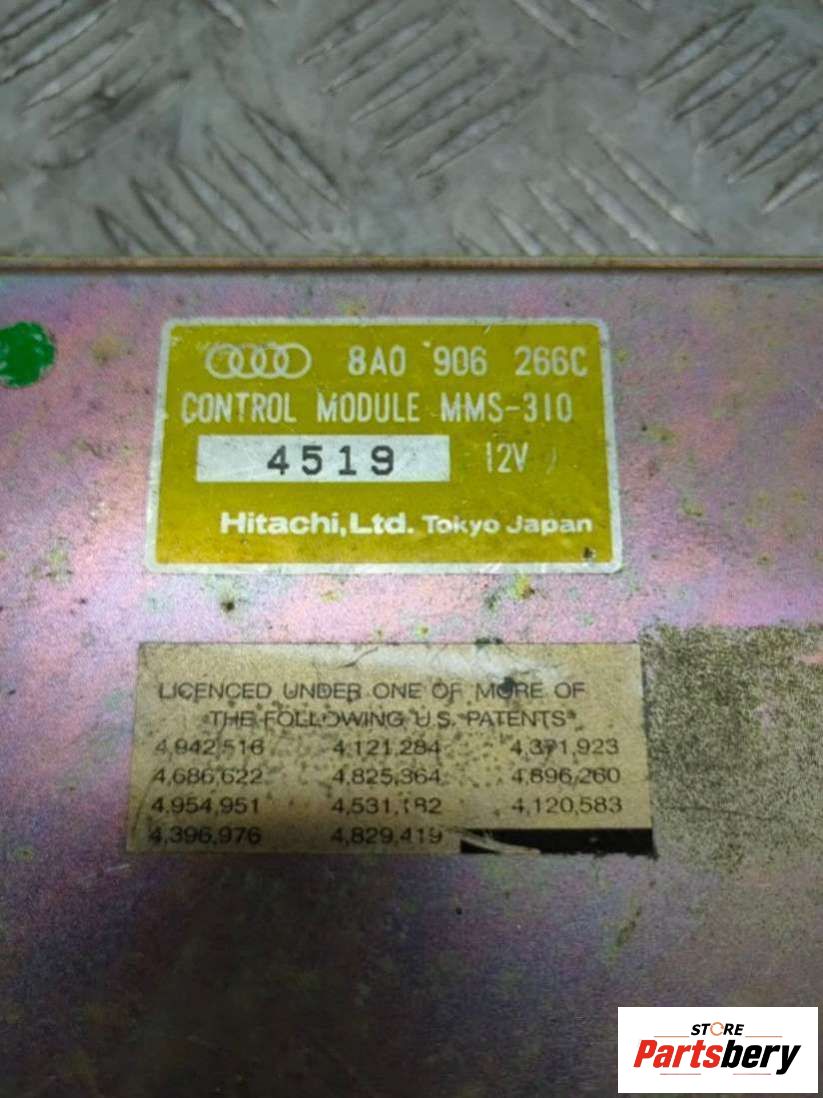 8A0 906 266C
CONTROL MODULE MMS-310
4519 12V
Hitachi, Ltd. Tokyo Japan
LICENCED UNDER ONE OF MORE OF
THE FOLLOWING U.S. PATENTS
4,942,516 4,121,284 4,371,923
4,686,622 4,825,364 4,896,260
4,954,951 4,531,182 4,120,583
4,396,976 4,829,419
STORE
Partsbery